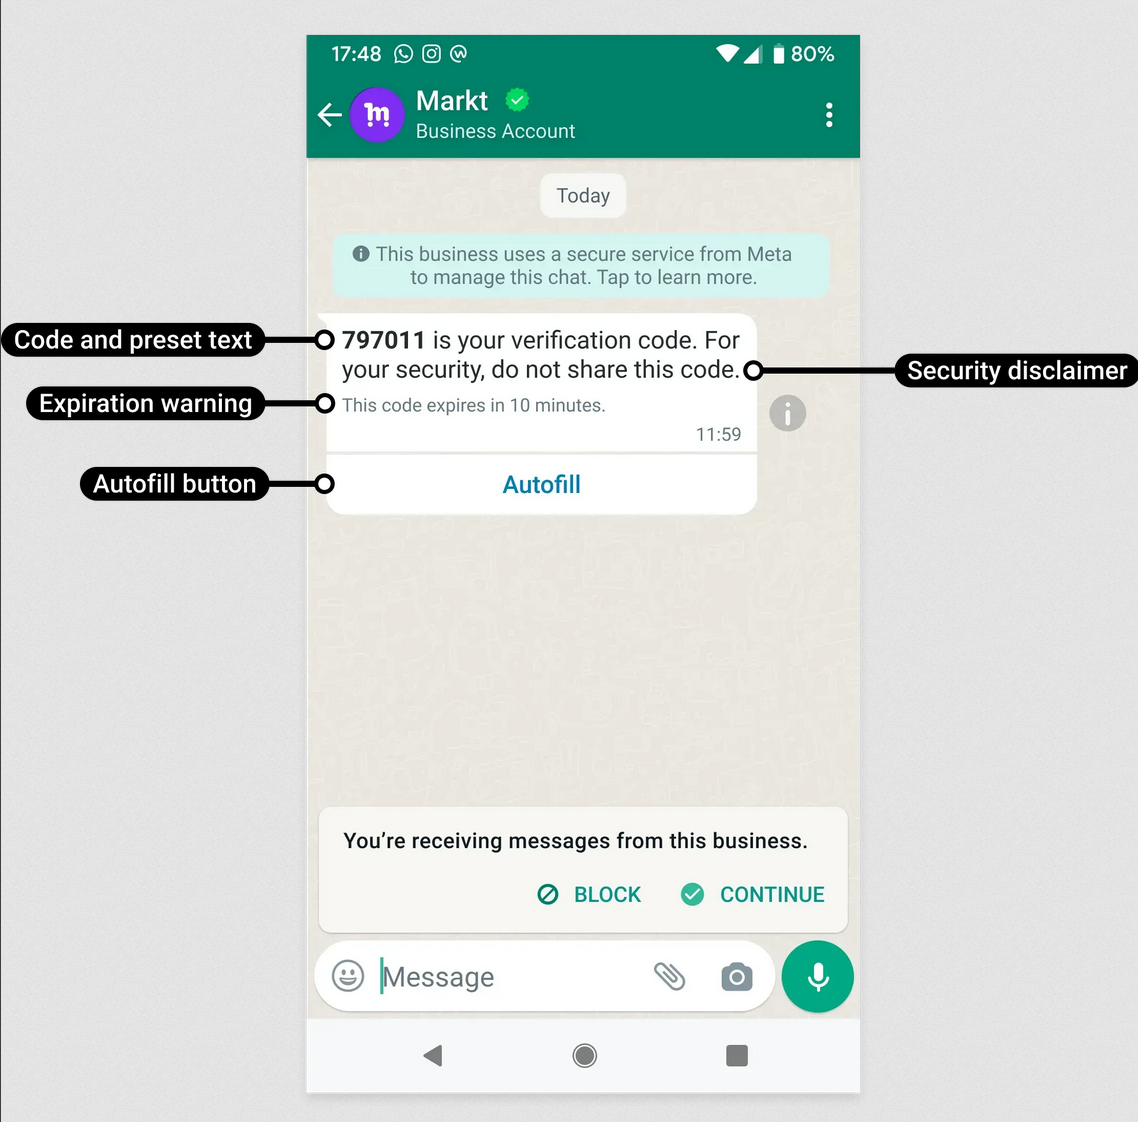 17:48
80%
Markt
Business Account
Today
This business uses a secure service from Meta
to manage this chat. Tap to learn more.
Code and preset text
797011 is your verification code. For
your security, do not share this code.
Security disclaimer
Expiration warning
This code expires in 10 minutes.
11:59
Autofill button
Autofill
You’re receiving messages from this business.
BLOCK
CONTINUE
Message